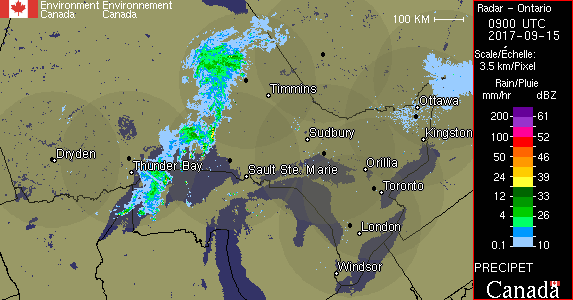 Environment Environnement
Canada Canada
100 KM
Timmins
Ottawa
Sudbury
Kingston
Dryden
Thunder Bay
Sault Ste. Marie
Orillia
Toronto
London
Windsor
Radar - Ontario
0900 UTC
2017-09-15
Scale/Échelle:
3.5 km/Pixel
Rain/Pluie
mm/hr dBZ
200 61
100 52
50 46
24 39
12 33
4 26
0.1 10
PRECIPET
Canada